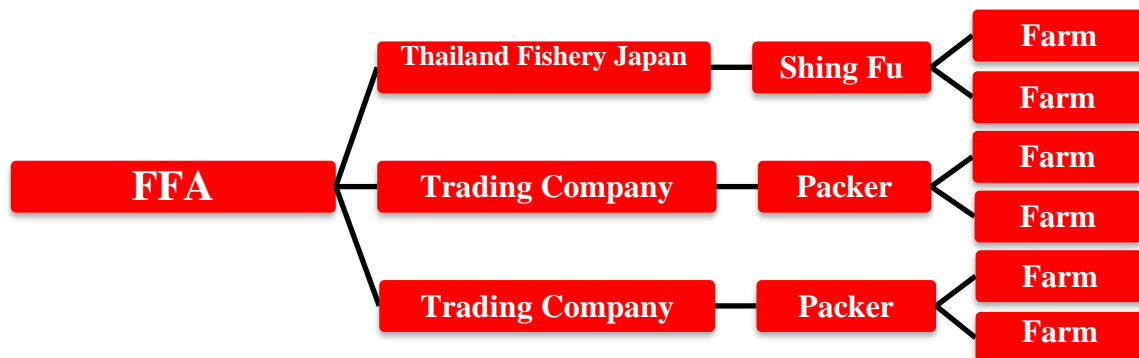 Thailand Fishery Japan
Shing Fu
Farm
Farm
FFA
Trading Company
Packer
Farm
Farm
Trading Company
Packer
Farm
Farm